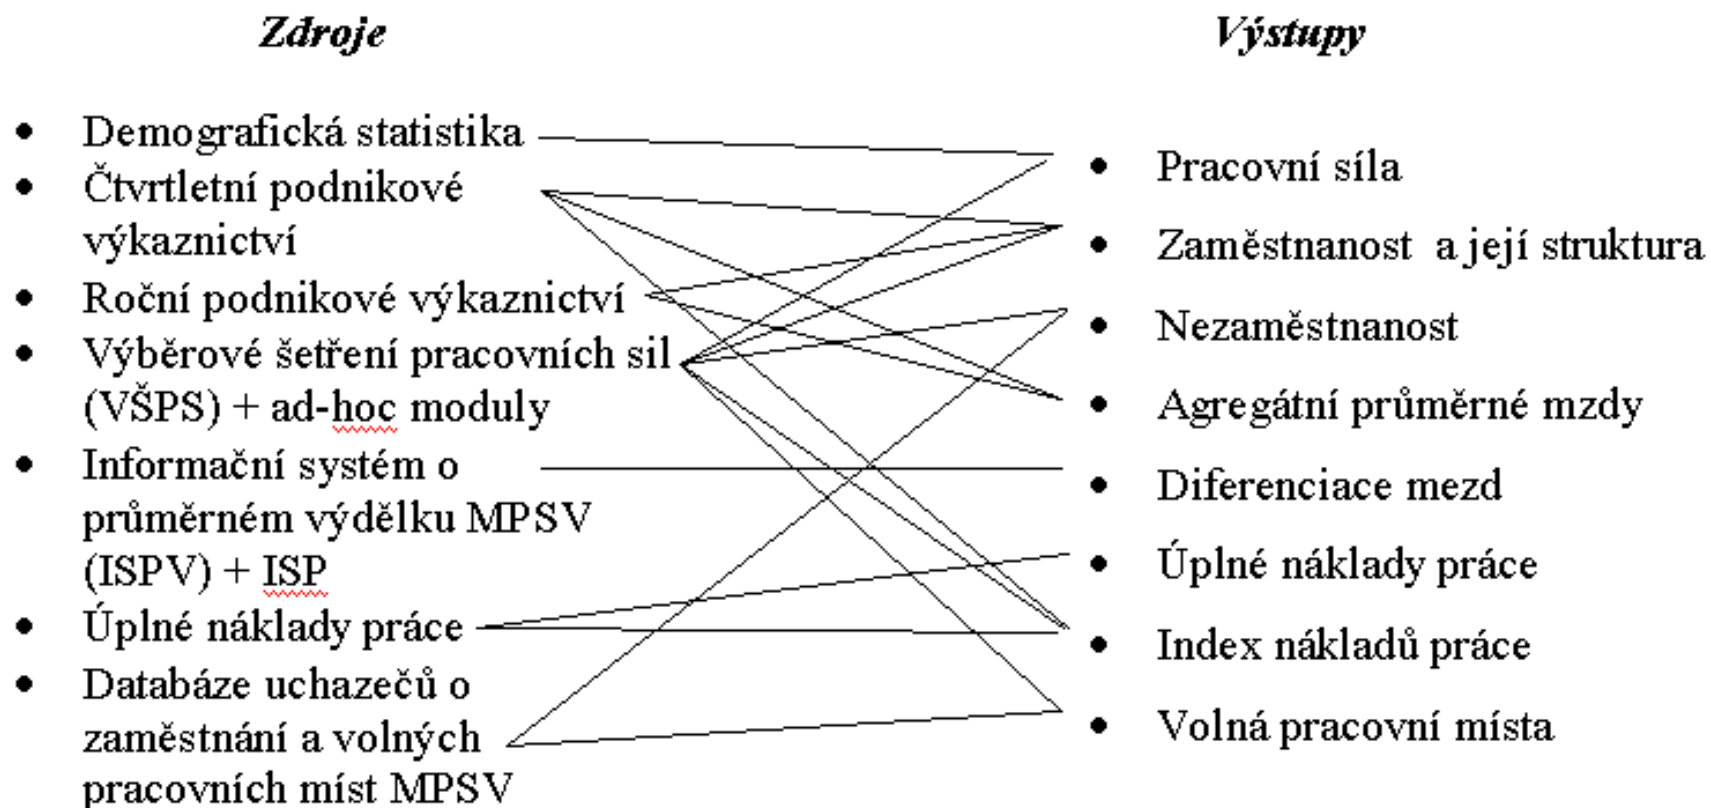 Zdroje
Demografická statistika
Čtvrtletní podnikové
výkaznictví
Roční podnikové výkaznictví
Výběrové šetření pracovních sil
(VŠPS) + ad-hoc moduly
Informační systém o
průměrném výdělku MPSV
(ISPV) + ISP
Úplné náklady práce
Databáze uchazečů o
zaměstnání a volných
pracovních míst MPSV
Výstupy
Pracovní síla
Zaměstnanost a její struktura
Nezaměstnanost
Agregátní průměrné mzdy
Diferenciace mezd
Úplné náklady práce
Index nákladů práce
Volná pracovní místa